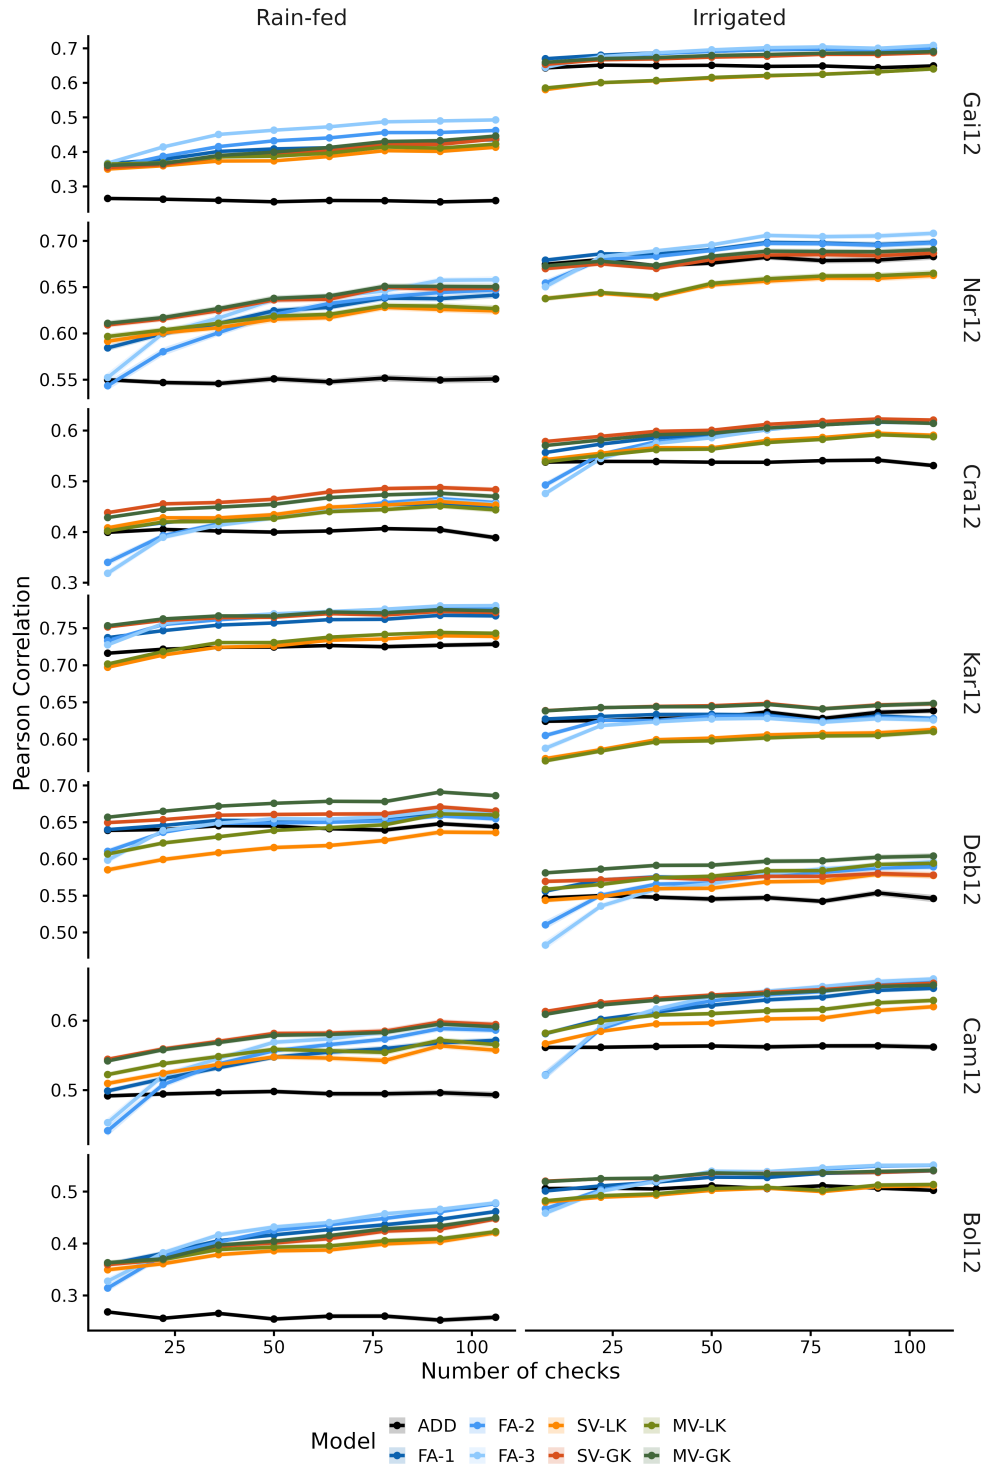 Rain-fed
Irrigated
0.7
0.6
0.5
0.4
0.3
Gai12
0.70
0.65
0.60
0.55
Ner12
0.6
0.5
0.4
0.3
Cra12
0.75
0.70
0.65
0.60
Kar12
0.70
0.65
0.60
0.55
0.50
Deb12
0.6
0.5
Cam12
0.5
0.4
0.3
Bol12
Pearson Correlation
25 50 75 100
25 50 75 100
Number of checks
Model
ADD FA-2 SV-LK MV-LK
FA-1 FA-3 SV-GK MV-GK